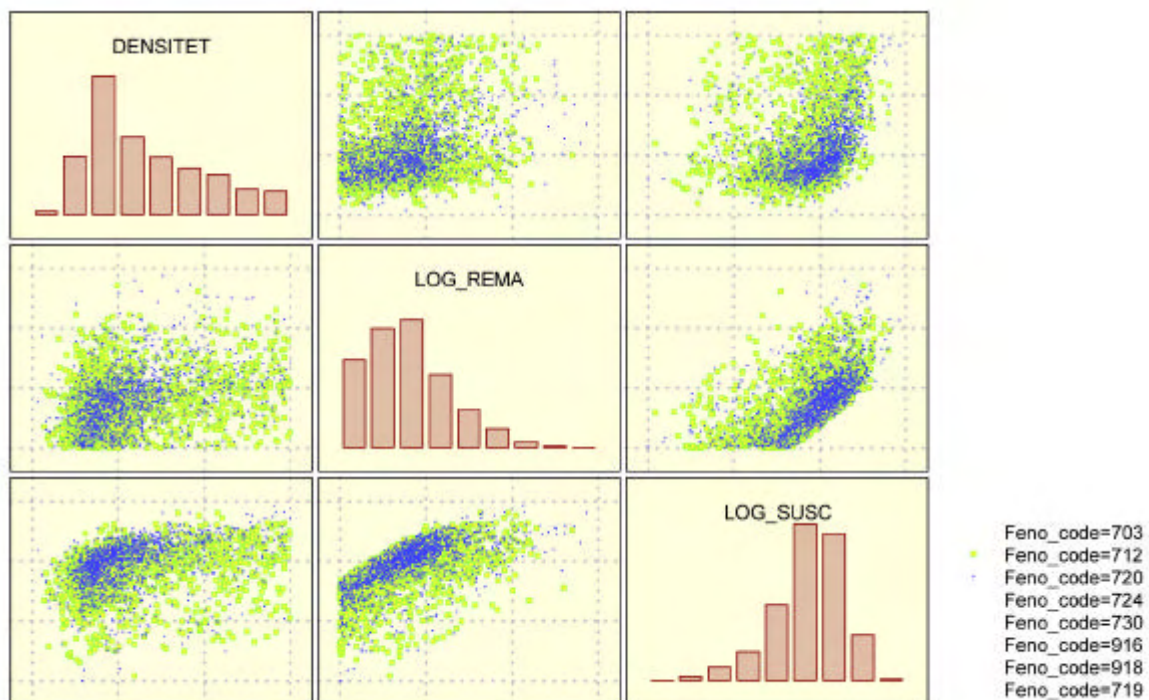 DENSITET
LOG_REMA
LOG_SUSC
Feno_code=703
Feno_code=712
Feno_code=720
Feno_code=724
Feno_code=730
Feno_code=916
Feno_code=918
Feno_code=719